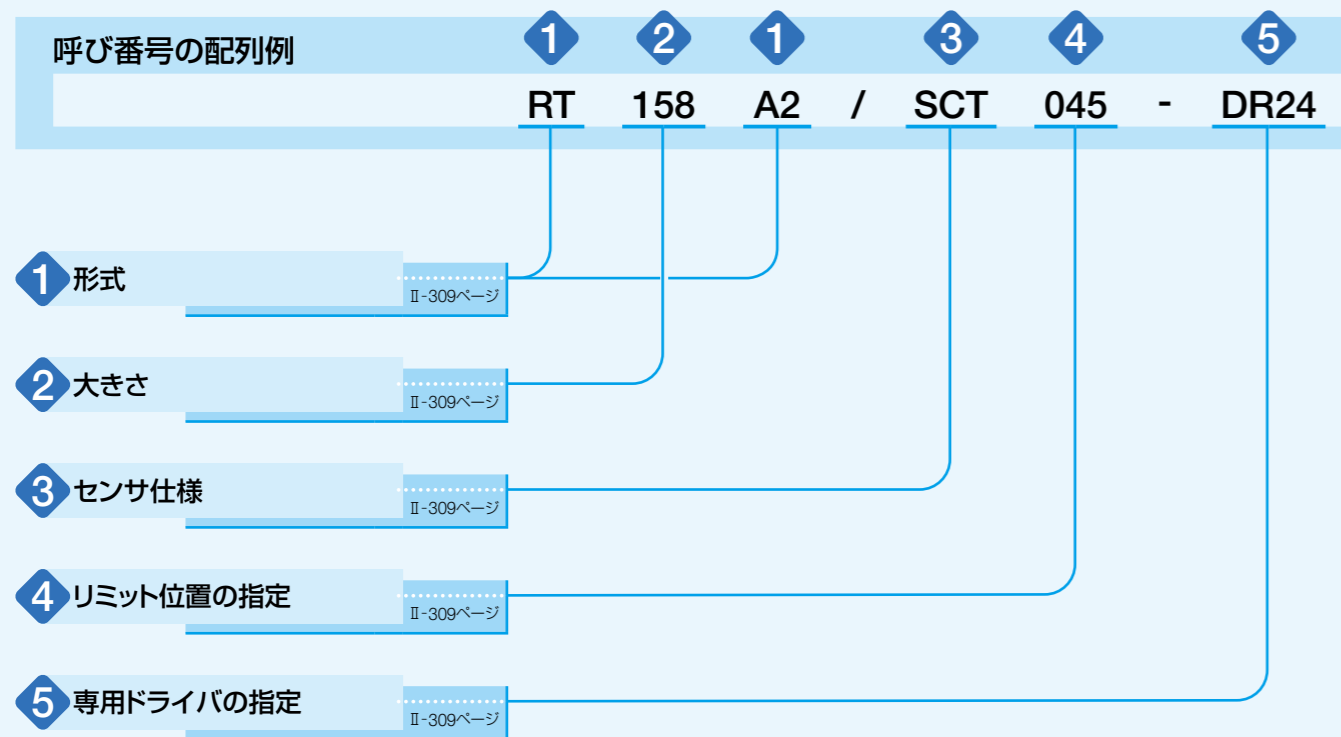 呼び番号の配列例
1 2 1 3 4 5
RT 158 A2 / SCT 045 - DR24
1 形式
Ⅱ-309ページ
2 大きさ
Ⅱ-309ページ
3 センサ仕様
Ⅱ-309ページ
4 リミット位置の指定
Ⅱ-309ページ
5 専用ドライバの指定
Ⅱ-309ページ